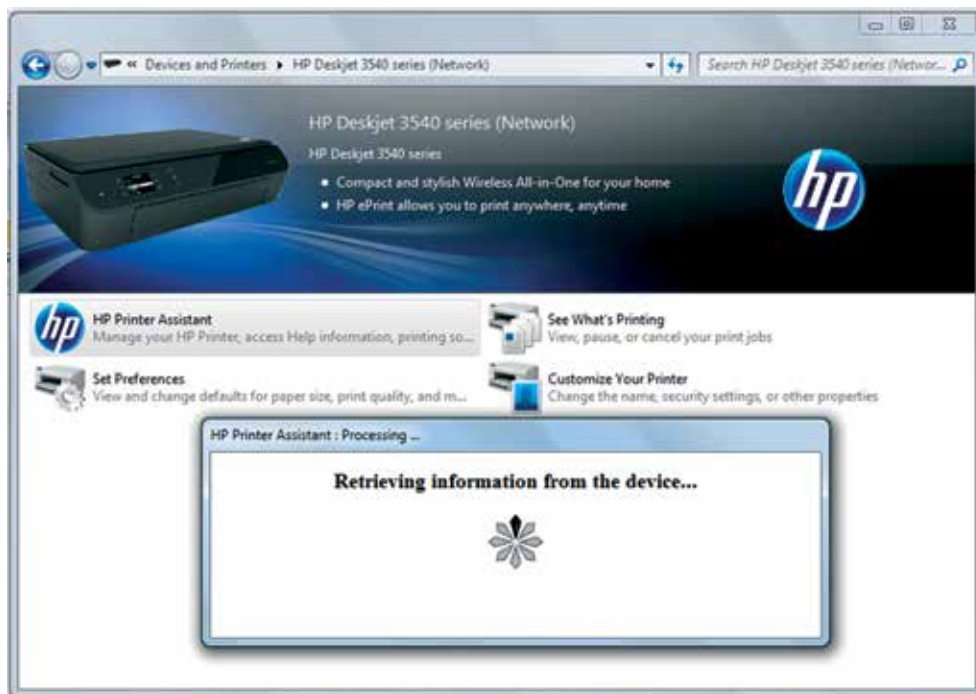 « Devices and Printers ▸ HP Deskjet 3540 series (Network)
Search HP Deskjet 3540 series (Networ...
HP Deskjet 3540 series (Network)
HP Deskjet 3540 series
• Compact and stylish Wireless All-in-One for your home
• HP ePrint allows you to print anywhere, anytime
hp
hp
HP Printer Assistant
Manage your HP Printer, access Help information, printing so...
See What's Printing
View, pause, or cancel your print jobs
Set Preferences
View and change defaults for paper size, print quality, and m...
Customize Your Printer
Change the name, security settings, or other properties
HP Printer Assistant : Processing ...
Retrieving information from the device...